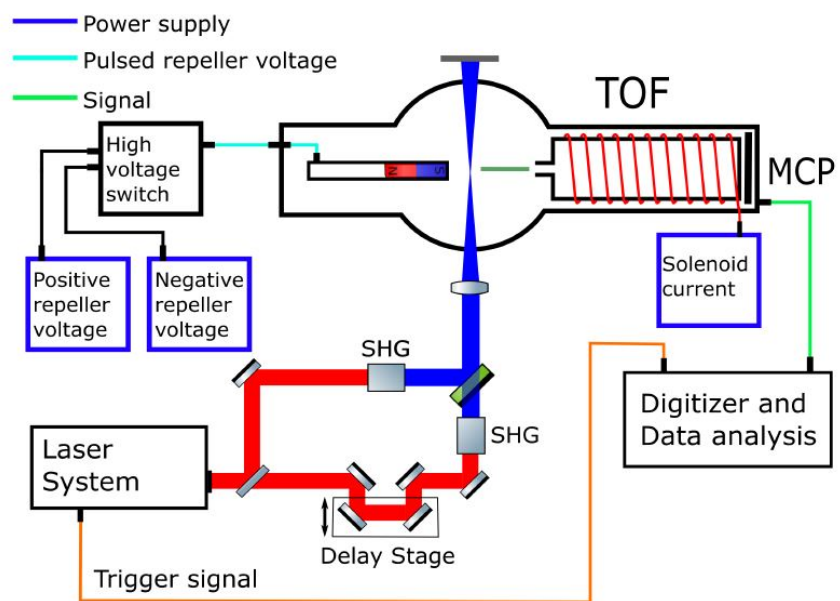 Power supply
Pulsed repeller voltage
Signal
High
voltage
switch
Positive
repeller
voltage
Negative
repeller
voltage
N
S
TOF
MCP
Solenoid
current
SHG
SHG
Laser
System
Delay Stage
Digitizer and
Data analysis
Trigger signal